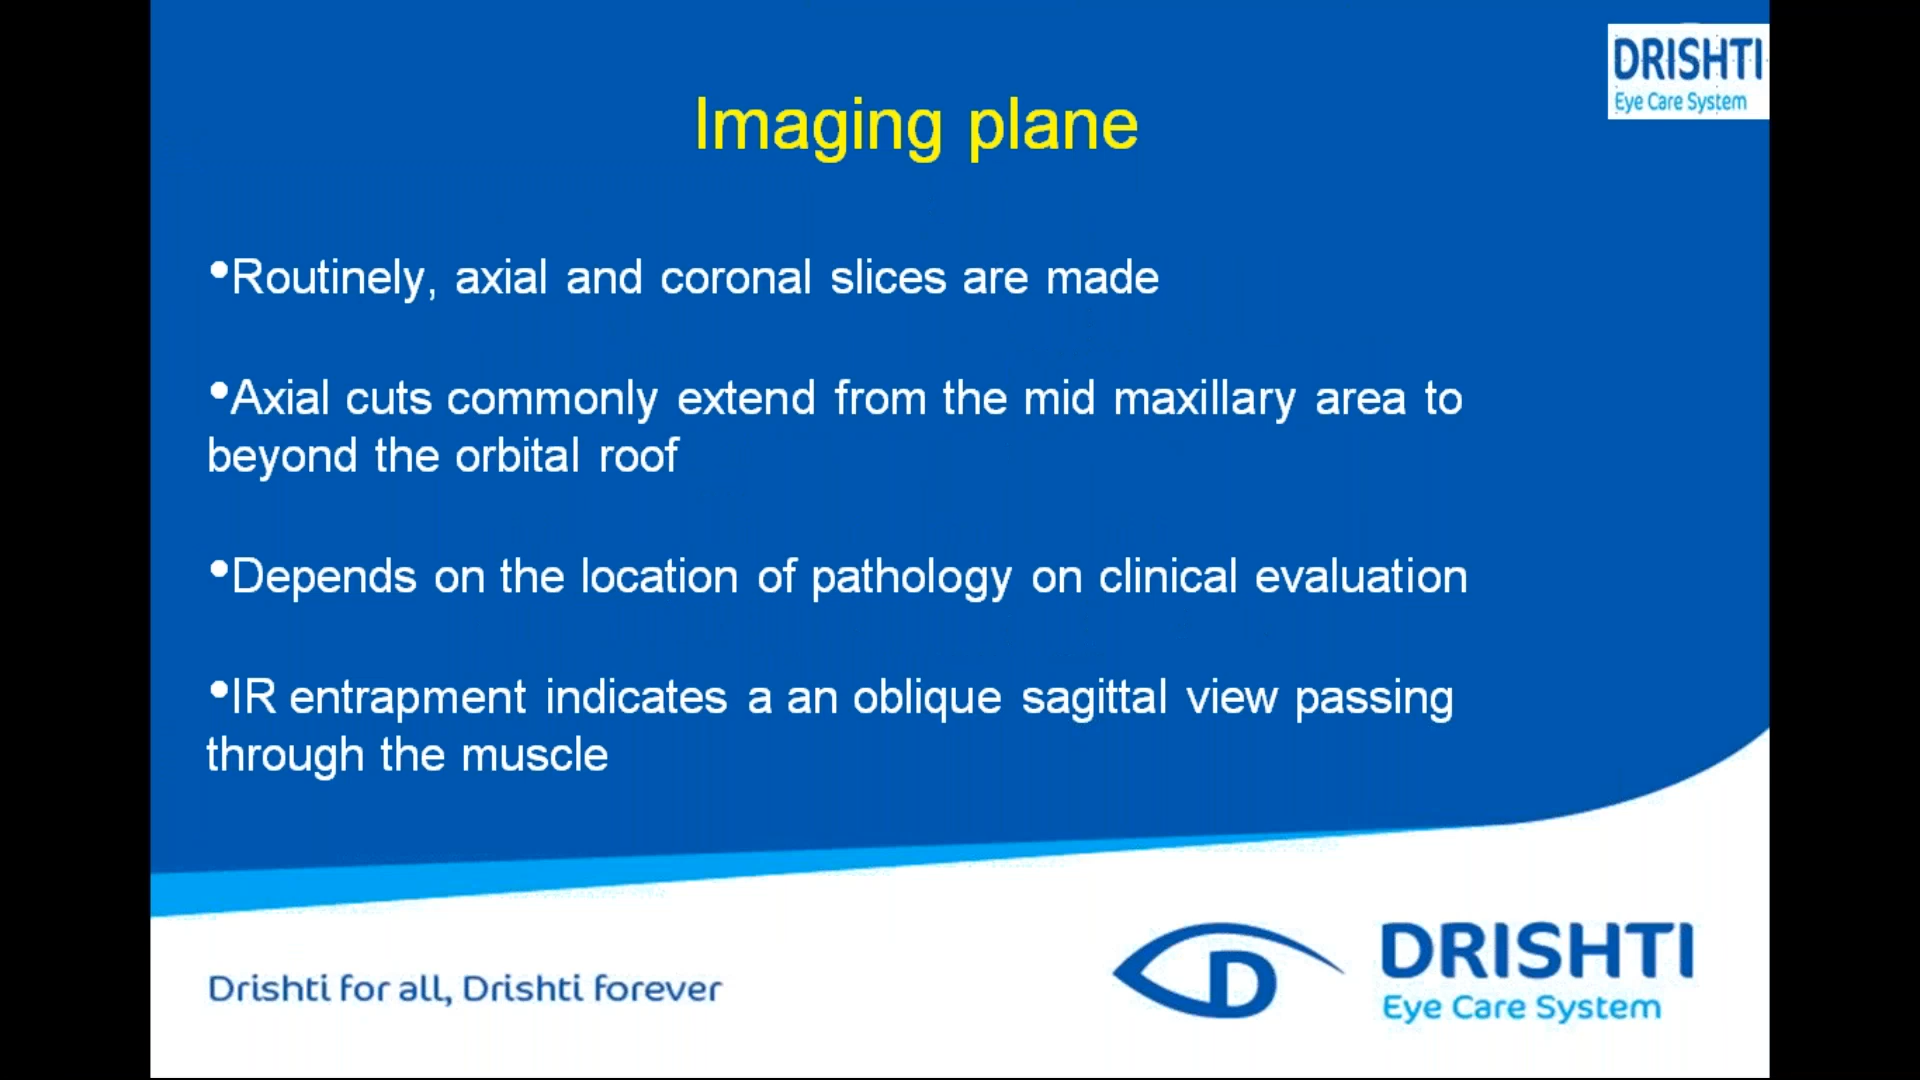 DRISHTI
Eye Care System
Imaging plane
•Routinely, axial and coronal slices are made
•Axial cuts commonly extend from the mid maxillary area to
beyond the orbital roof
•Depends on the location of pathology on clinical evaluation
•IR entrapment indicates a an oblique sagittal view passing
through the muscle
Drishti for all, Drishti forever
D
DRISHTI
Eye Care System